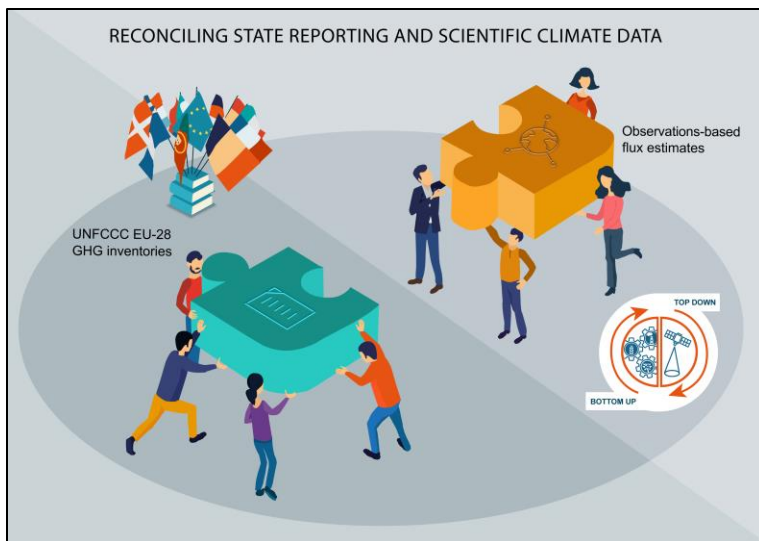 RECONCILING STATE REPORTING AND SCIENTIFIC CLIMATE DATA
Observations-based
flux estimates
UNFCCC EU-28
GHG inventories
TOP DOWN
BOTTOM UP